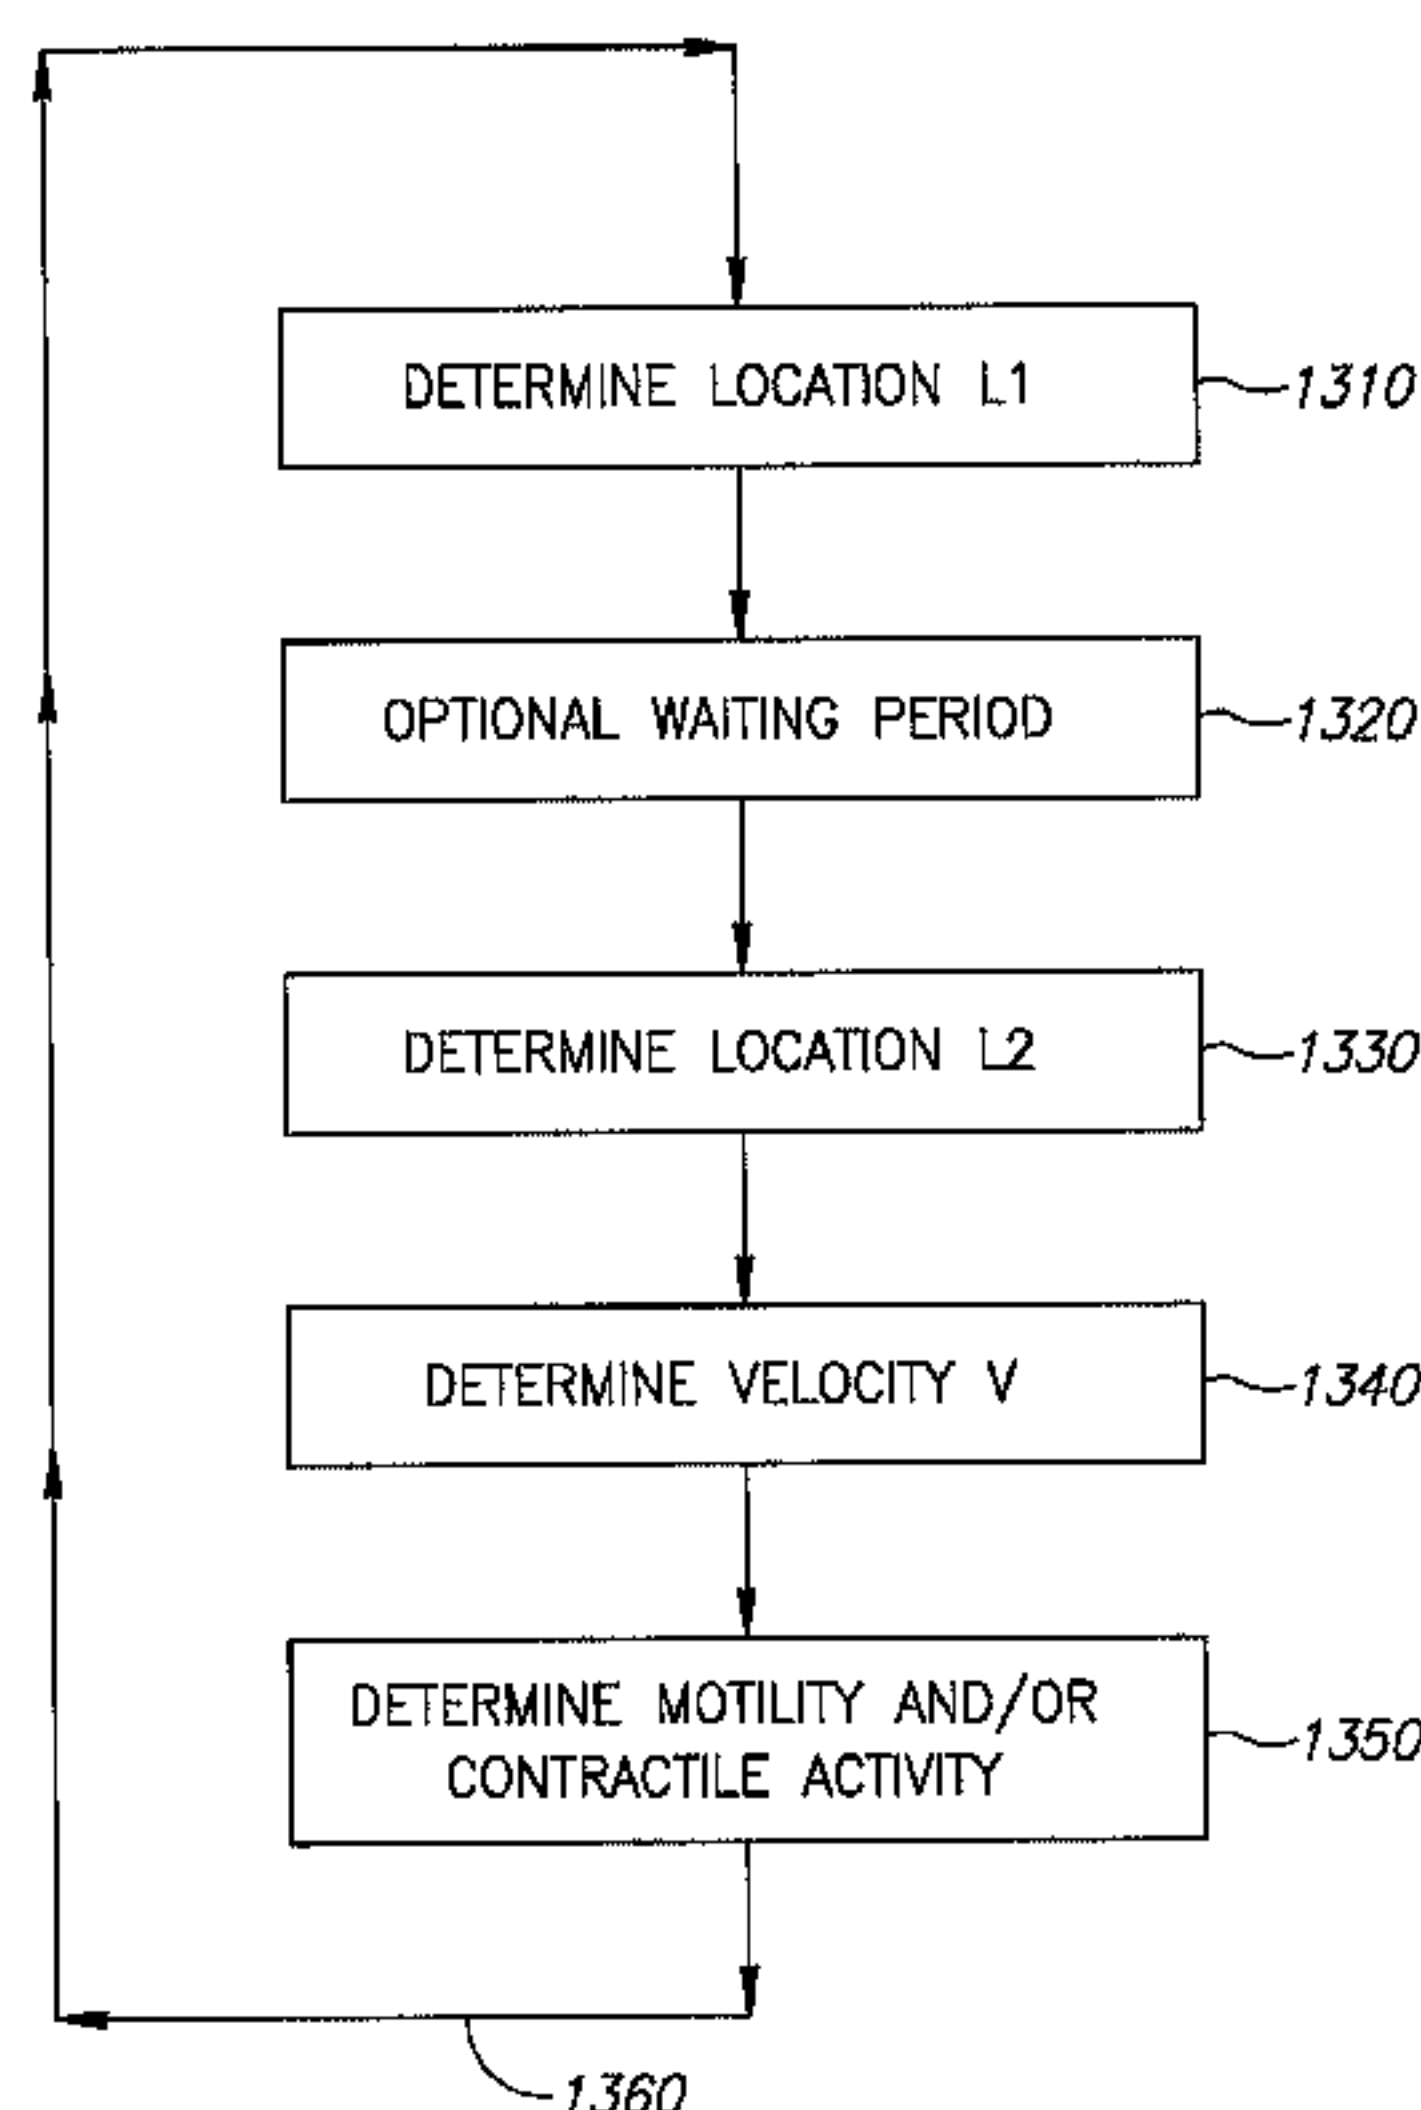 DETERMINE LOCATION L1
1310
OPTIONAL WAITING PERIOD
1320
DETERMINE LOCATION L2
1330
DETERMINE VELOCITY V
1340
DETERMINE MOTILITY AND/OR
CONTRACTILE ACTIVITY
1350
1360